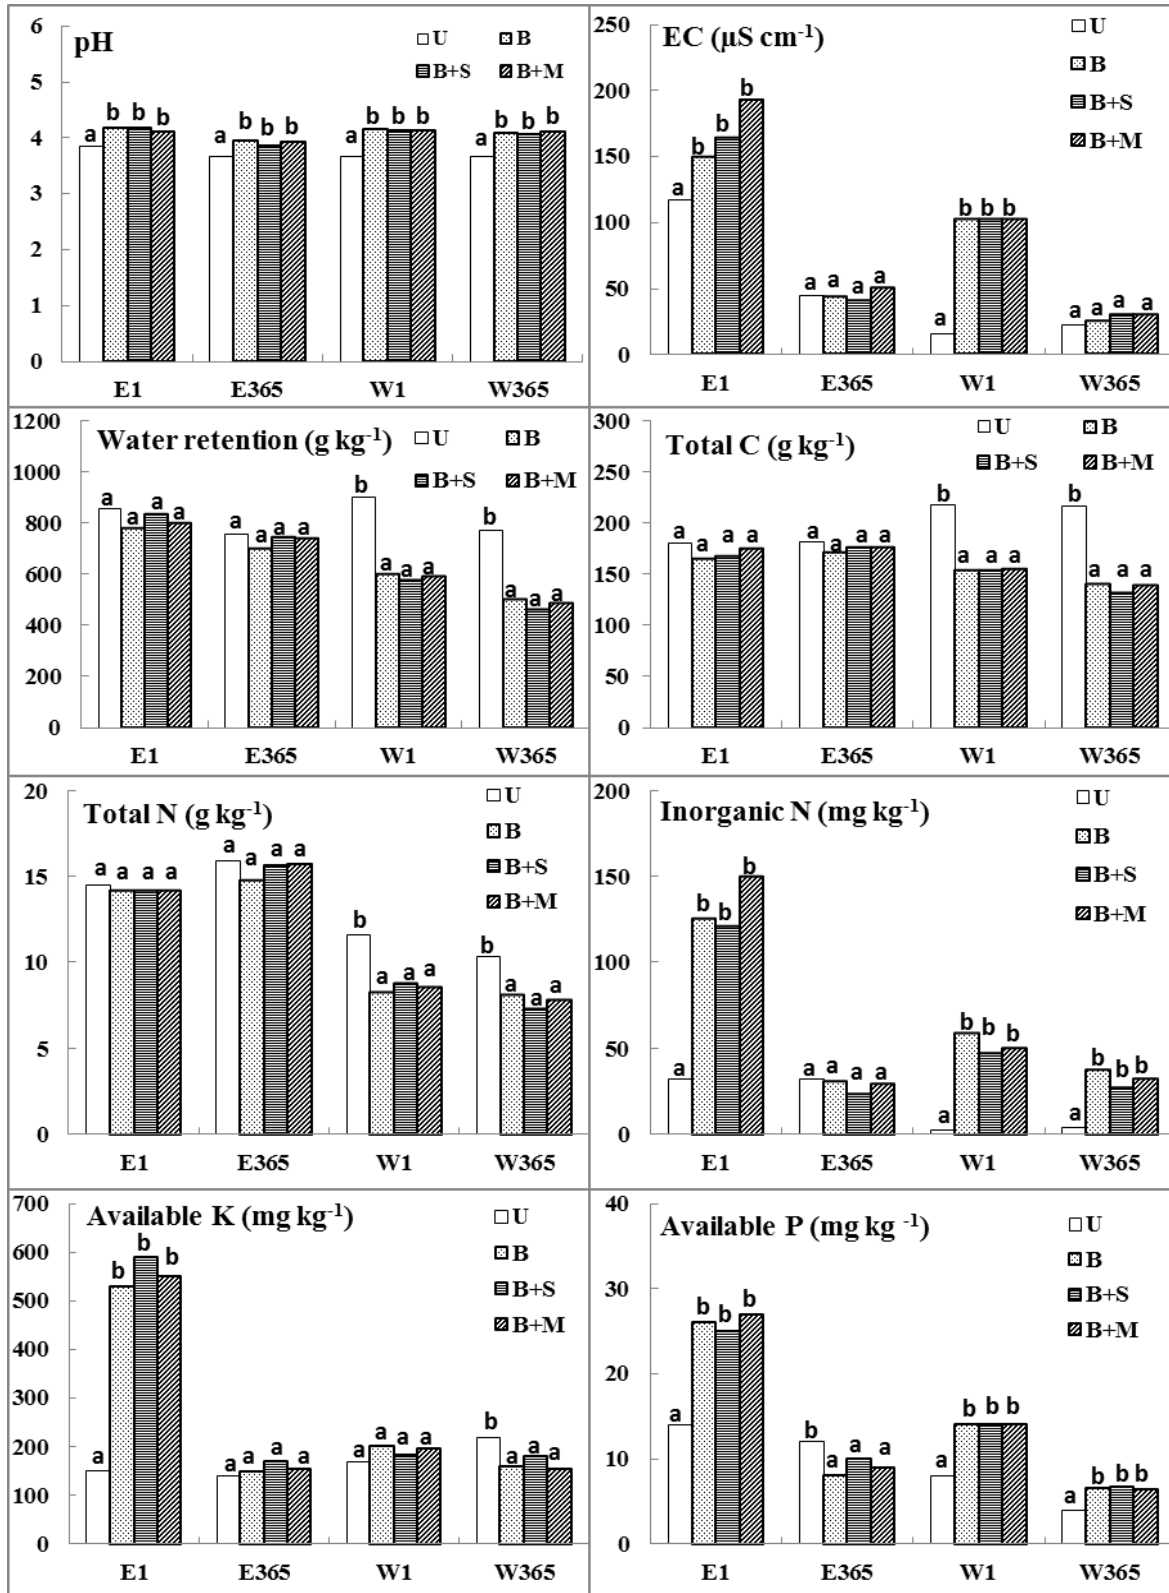 pH
U B
B+S B+M
6
5
4
3
2
1
0
a b b b
a b b b
a b b b
a b b b
E1 E365 W1 W365
EC (µS cm-1)
U
B
B+S
B+M
250
200
150
100
50
0
a b b b
a a a a
a b b b
a a a a
E1 E365 W1 W365
Water retention (g kg-1)
U B
B+S B+M
1200
1000
800
600
400
200
0
a a a a
a a a a
b a a a
b a a a
E1 E365 W1 W365
Total C (g kg-1)
U B
B+S B+M
300
250
200
150
100
50
0
a a a a
a a a a
b a a a
b a a a
E1 E365 W1 W365
Total N (g kg-1)
U
B
B+S
B+M
20
15
10
5
0
a a a a
a a a a
b a a a
b a a a
E1 E365 W1 W365
Inorganic N (mg kg-1)
U
B
B+S
B+M
200
150
100
50
0
a b b b
a a a a
a b b b
a b b b
E1 E365 W1 W365
Available K (mg kg-1)
U
B
B+S
B+M
700
600
500
400
300
200
100
0
a b b b
a a a a
a a a a
b a a a
E1 E365 W1 W365
Available P (mg kg -1)
U
B
B+S
B+M
40
30
20
10
0
a b b b
b a a a
a b b b
a b b b
E1 E365 W1 W365